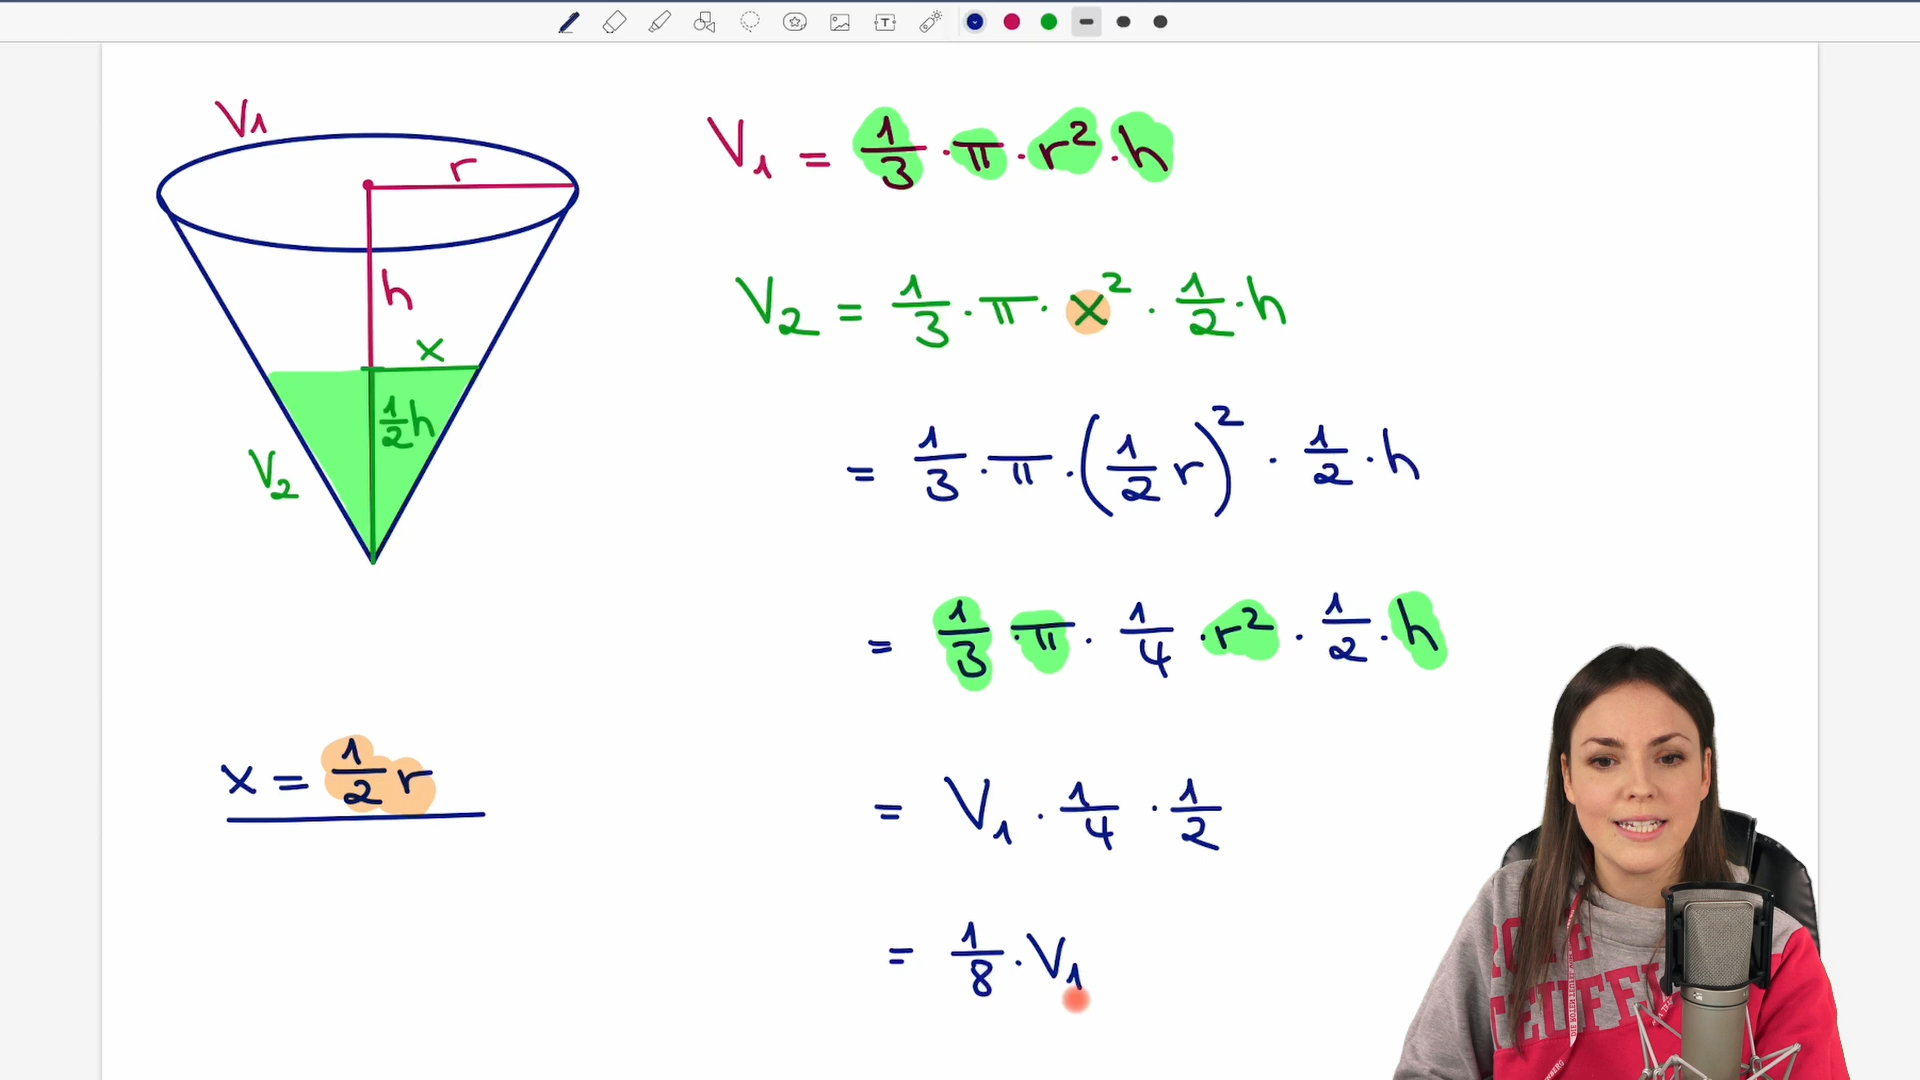 V₁
r
h
x
½h
V₂
x = ½ r
V₁ = ⅓ · π · r² · h
V₂ = ⅓ · π · x² · ½ · h
= ⅓ · π · (½ r)² · ½ · h
= ⅓ · π · ¼ · r² · ½ · h
= V₁ · ¼ · ½
= ⅛ · V₁
T